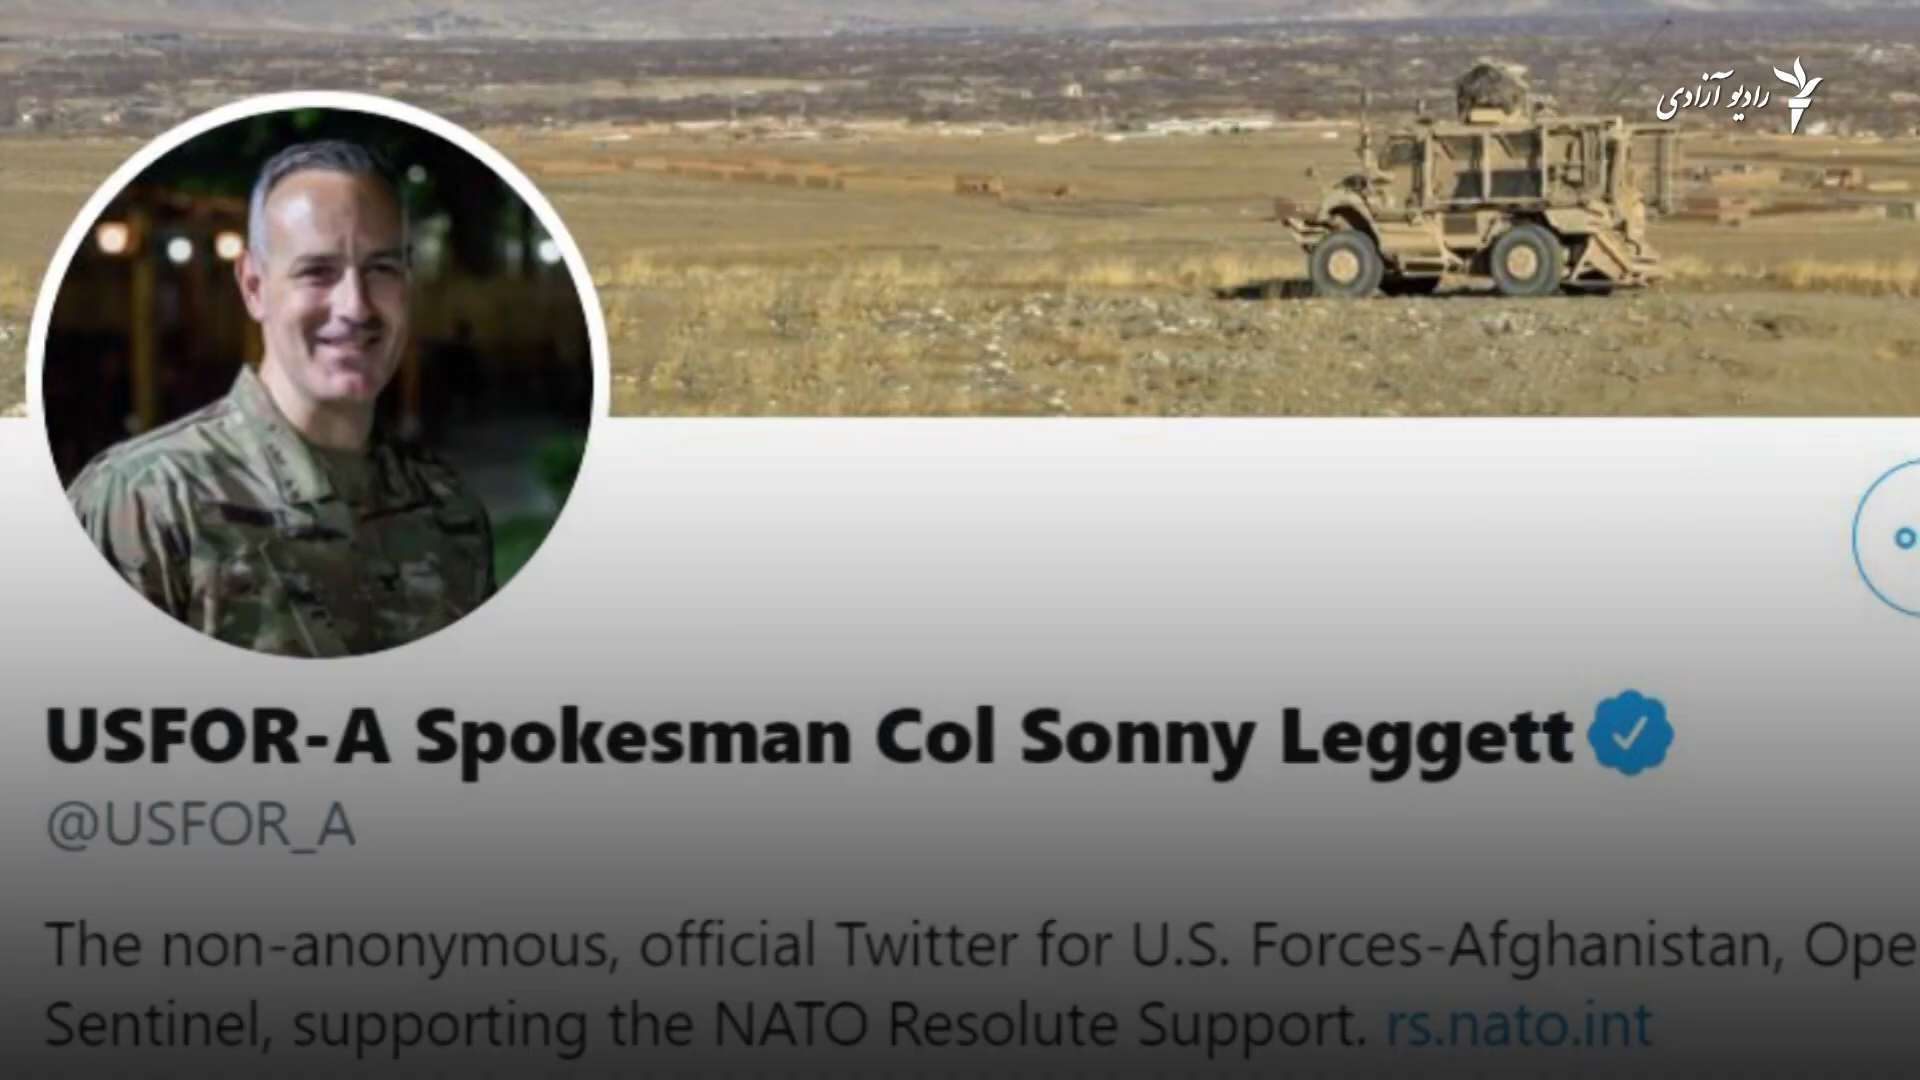 رادیو آزادی
USFOR-A Spokesman Col Sonny Leggett
@USFOR_A
The non-anonymous, official Twitter for U.S. Forces-Afghanistan, Ope
Sentinel, supporting the NATO Resolute Support. rs.nato.int